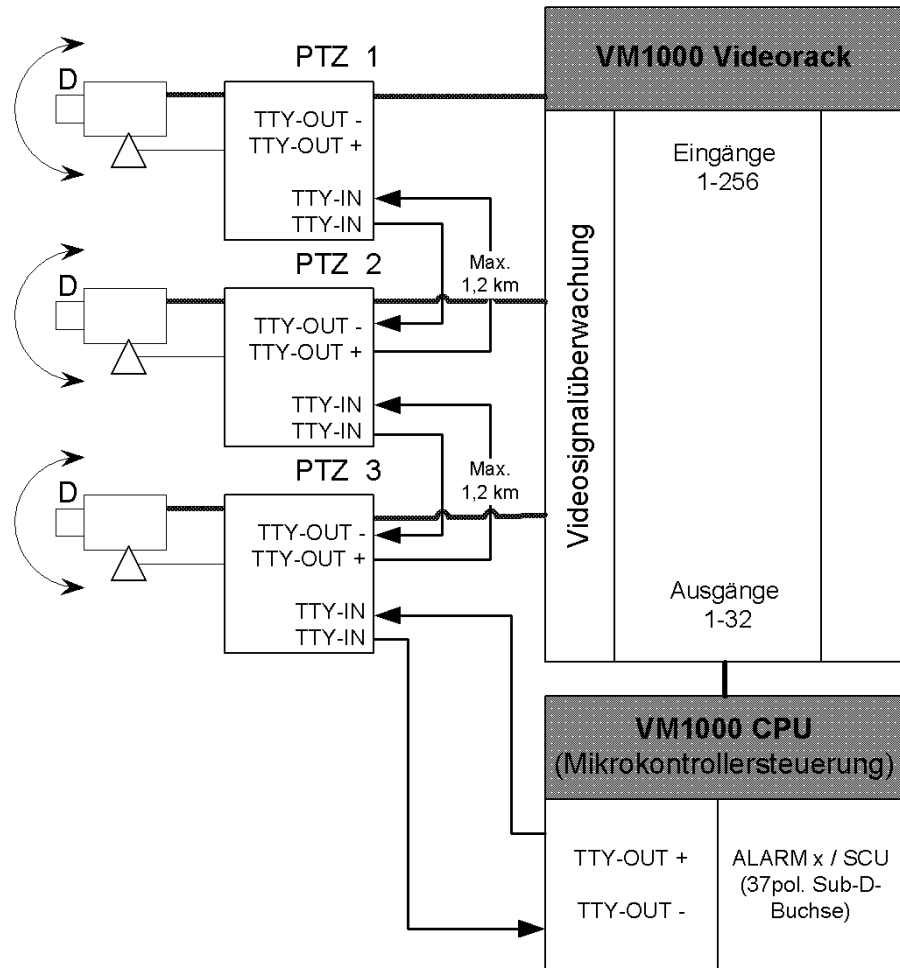 PTZ 1
D
TTY-OUT -
TTY-OUT +
TTY-IN
TTY-IN
PTZ 2
Max.
1,2 km
D
TTY-OUT -
TTY-OUT +
TTY-IN
TTY-IN
PTZ 3
Max.
1,2 km
D
TTY-OUT -
TTY-OUT +
TTY-IN
TTY-IN
VM1000 Videorack
Videosignalüberwachung
Eingänge
1-256
Ausgänge
1-32
VM1000 CPU
(Mikrokontrollersteuerung)
TTY-OUT +
TTY-OUT -
ALARM x / SCU
(37pol. Sub-D-
Buchse)